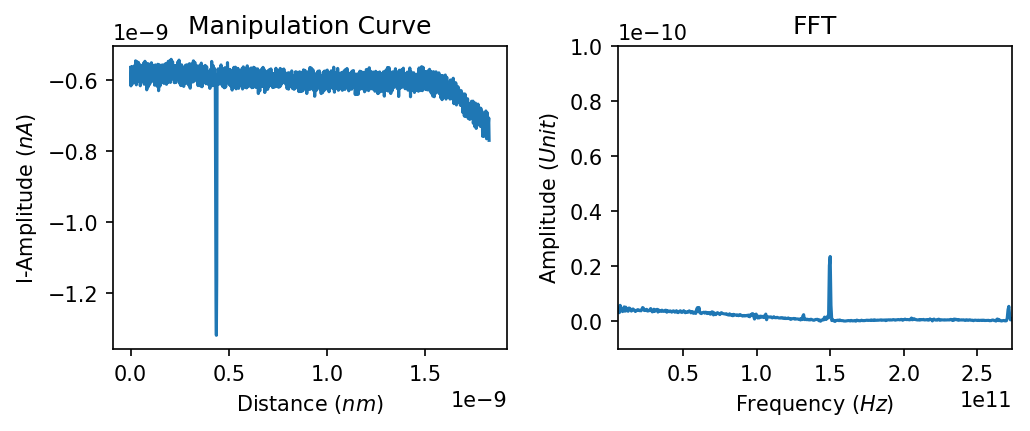 Manipulation Curve
1e−9
I-Amplitude (nA)
−0.6
−0.8
−1.0
−1.2
0.0 0.5 1.0 1.5
Distance (nm)
1e−9
FFT
1e−10
Amplitude (Unit)
1.0
0.8
0.6
0.4
0.2
0.0
0.5 1.0 1.5 2.0 2.5
Frequency (Hz)
1e11